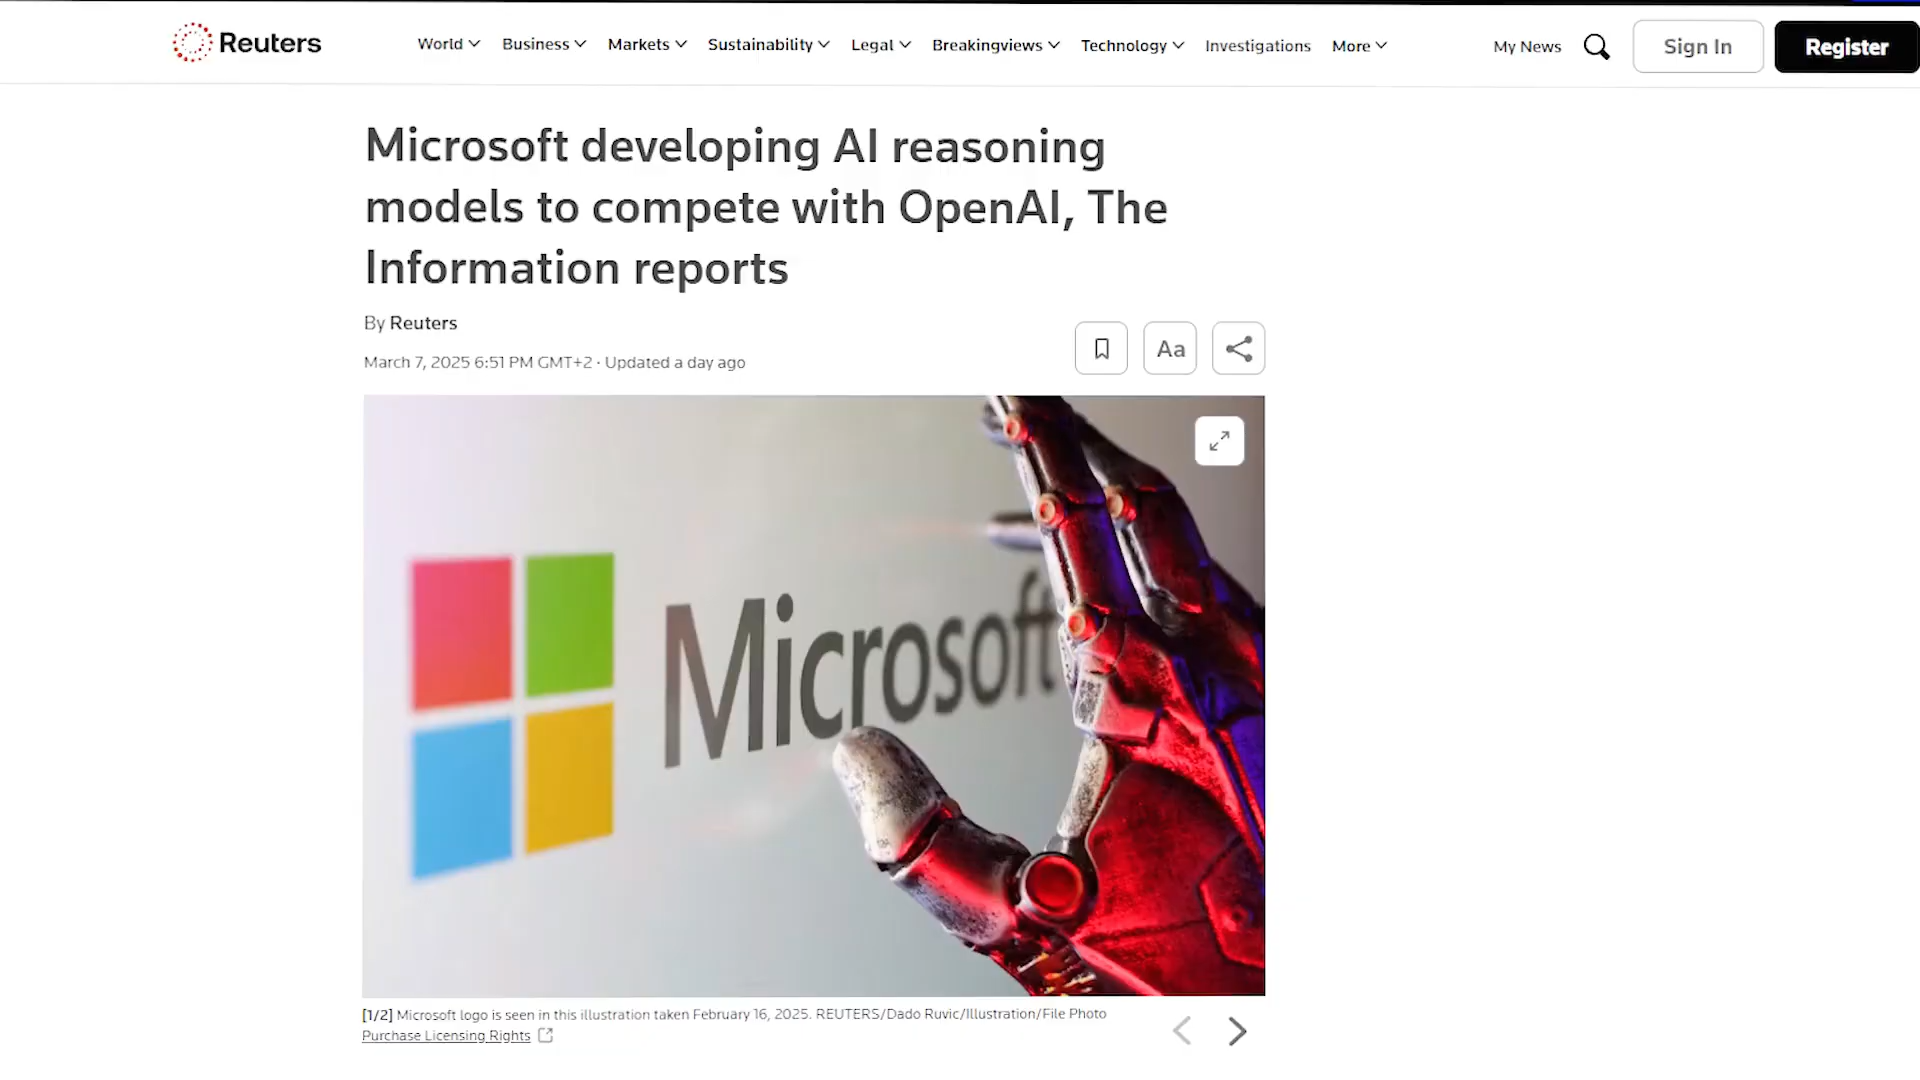 Reuters
World
Business
Markets
Sustainability
Legal
Breakingviews
Technology
Investigations
More
My News
Sign In
Register
Microsoft developing AI reasoning
models to compete with OpenAI, The
Information reports
By Reuters
March 7, 2025 6:51 PM GMT+2 · Updated a day ago
Aa
Microsoft
[1/2] Microsoft logo is seen in this illustration taken February 16, 2025. REUTERS/Dado Ruvic/Illustration/File Photo
Purchase Licensing Rights